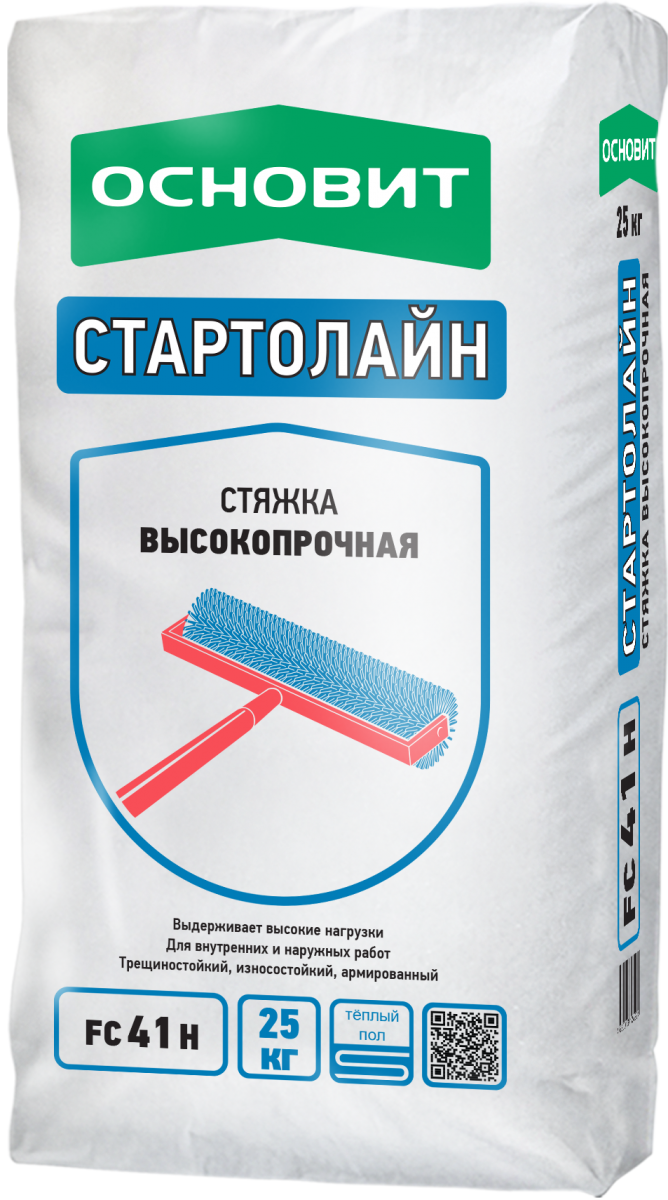 ОСНОВИТ
СТАРТОЛАЙН
СТЯЖКА
ВЫСОКОПРОЧНАЯ
Выдерживает высокие нагрузки
Для внутренних и наружных работ
Трещиностойкий, износостойкий, армированный
FC 41 H
25
КГ
тёплый
пол
ОСНОВИТ
25 кг
СТАРТОЛАЙН
СТЯЖКА ВЫСОКОПРОЧНАЯ
FC 41 H